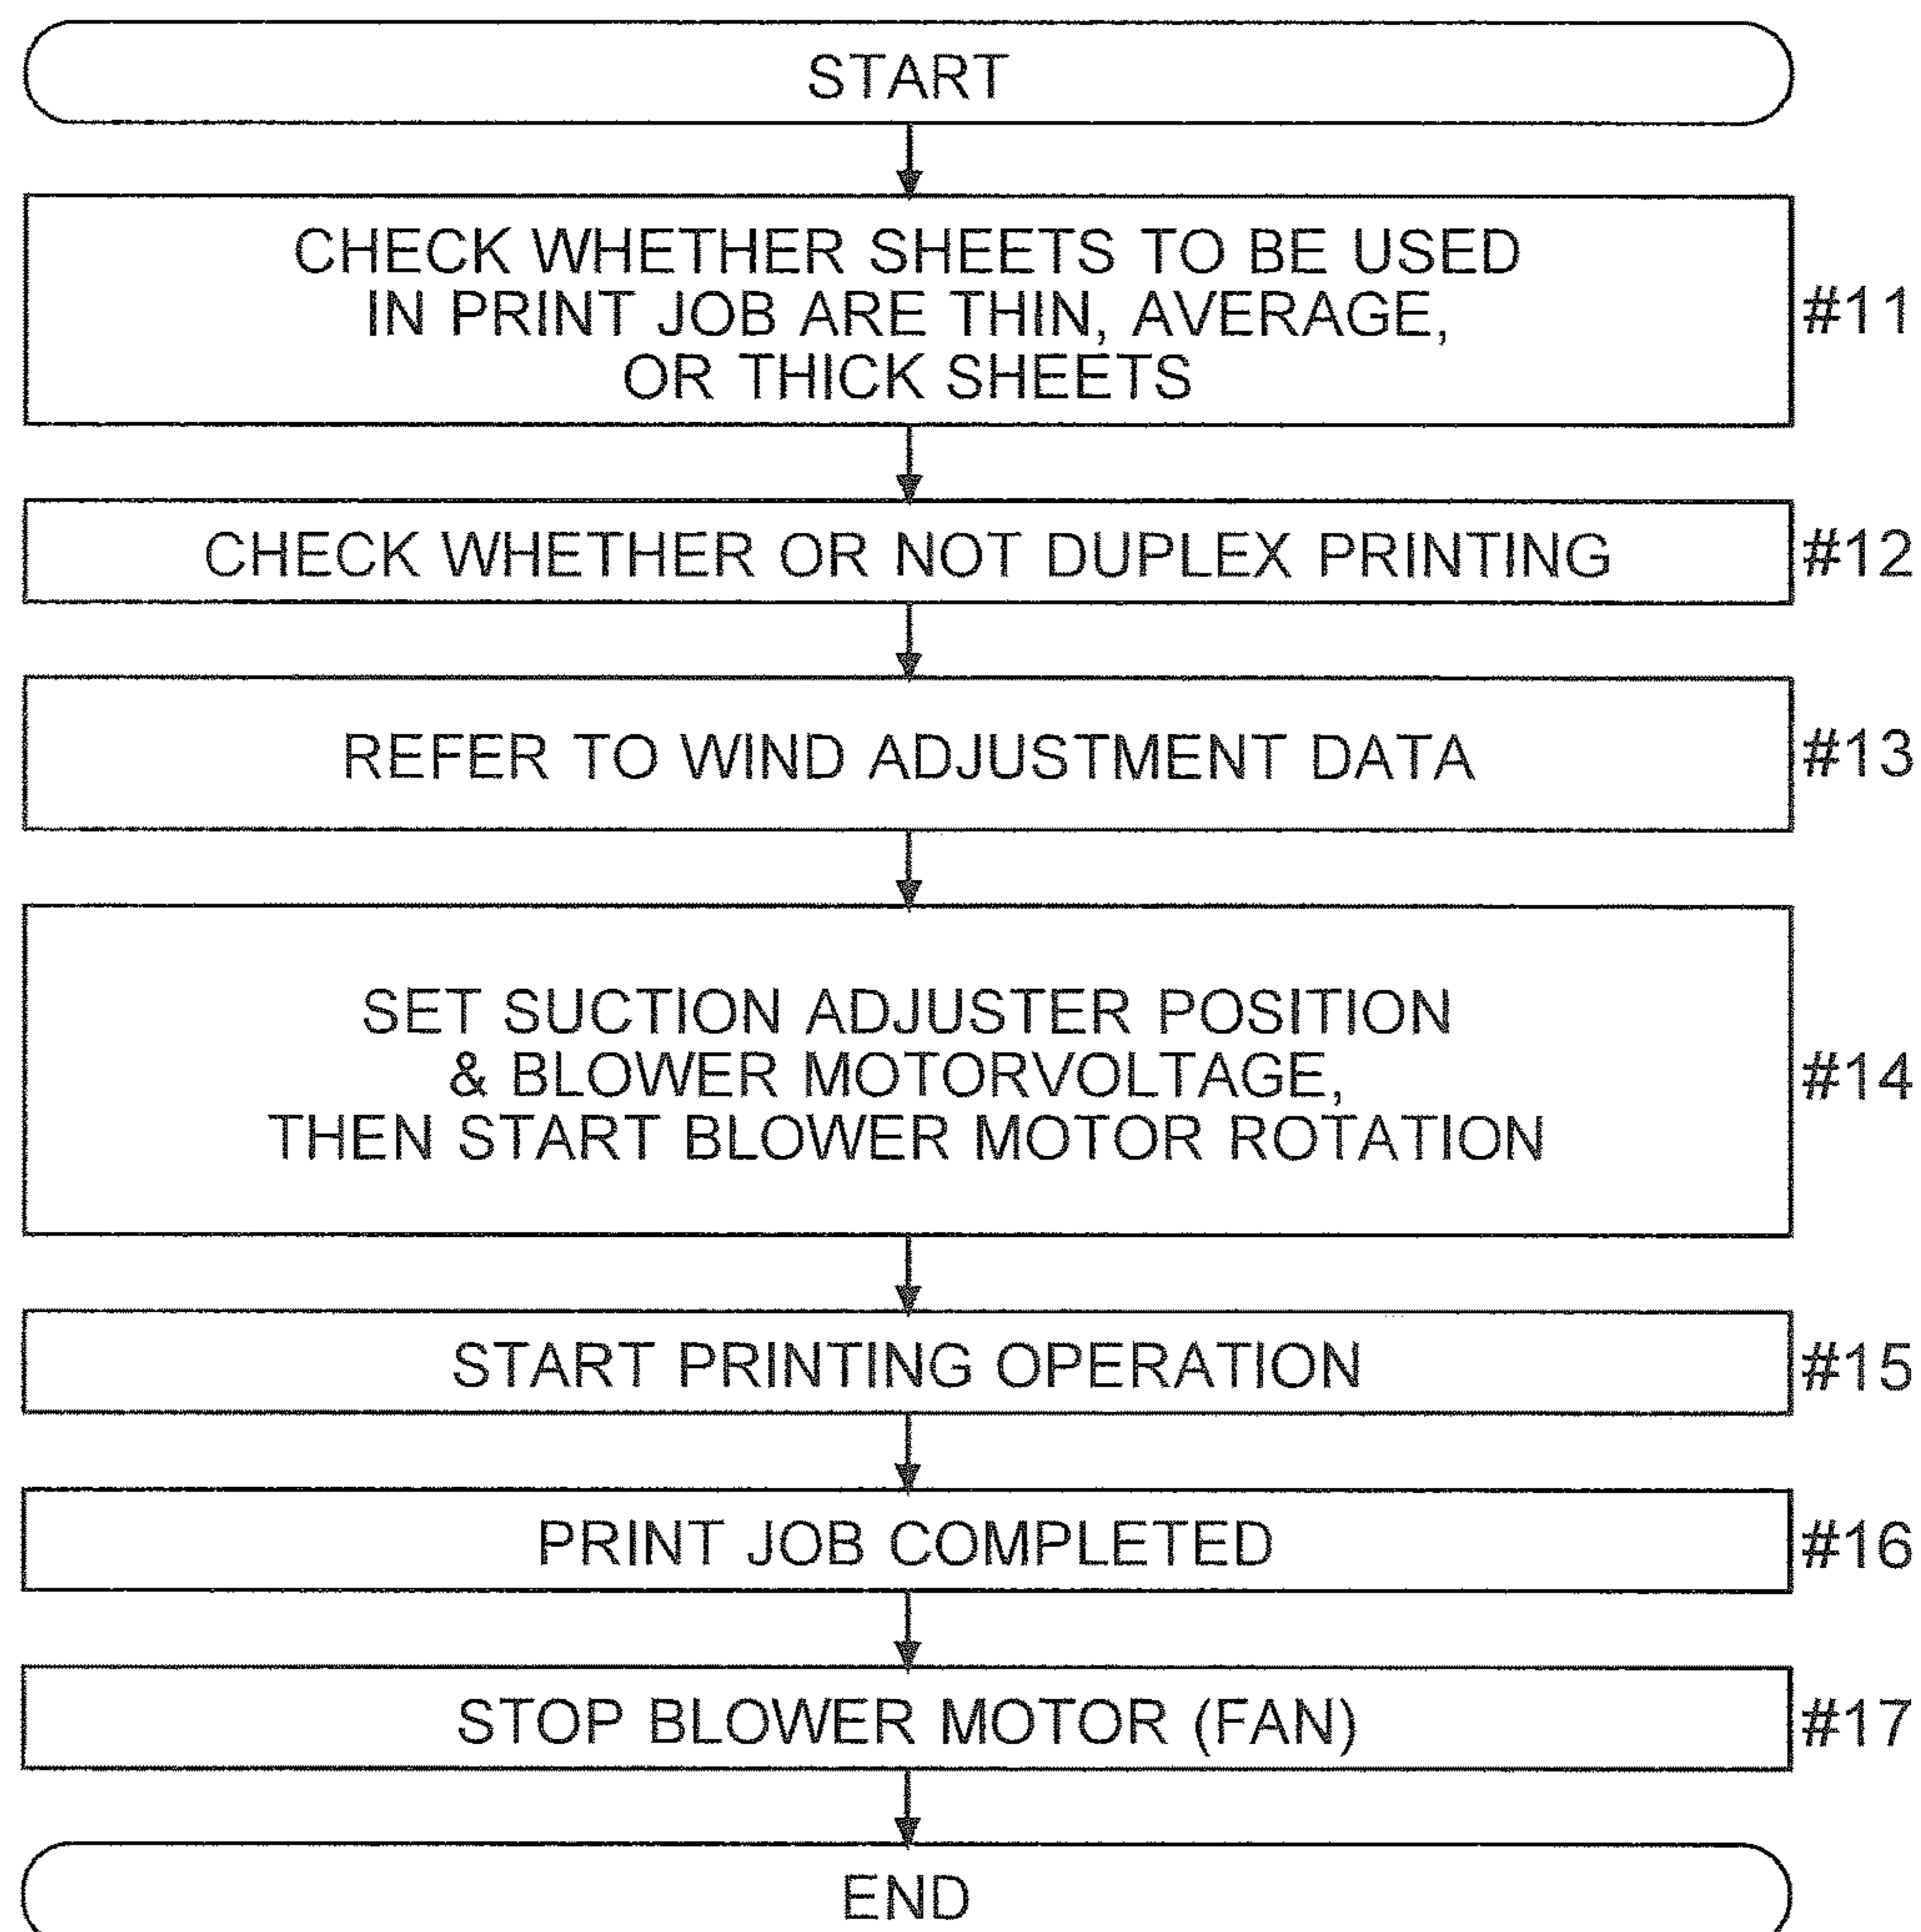 START
CHECK WHETHER SHEETS TO BE USED
IN PRINT JOB ARE THIN, AVERAGE,
OR THICK SHEETS
#11
CHECK WHETHER OR NOT DUPLEX PRINTING
#12
REFER TO WIND ADJUSTMENT DATA
#13
SET SUCTION ADJUSTER POSITION
& BLOWER MOTORVOLTAGE,
THEN START BLOWER MOTOR ROTATION
#14
START PRINTING OPERATION
#15
PRINT JOB COMPLETED
#16
STOP BLOWER MOTOR (FAN)
#17
END